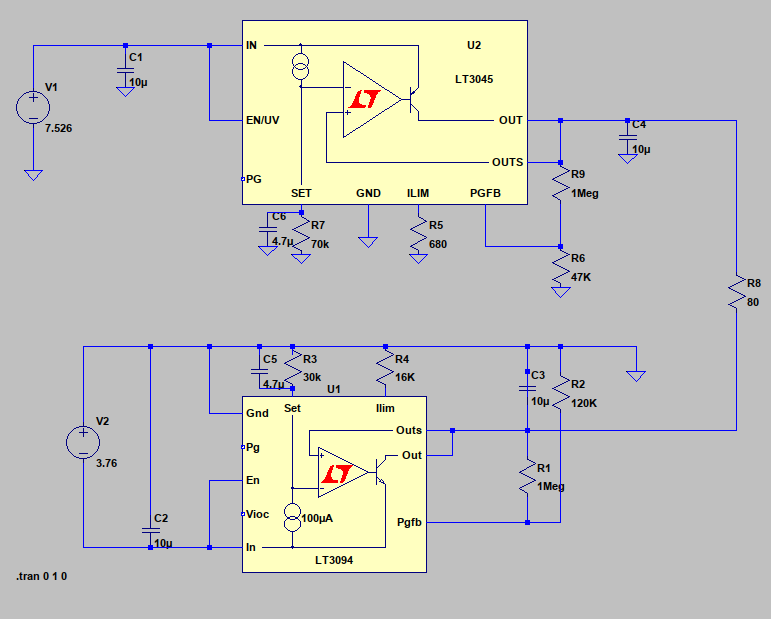 IN
U2
C1
10µ
V1
7.526
LT3045
EN/UV
OUT
C4
10µ
OUTS
PG
SET
GND
ILIM
PGFB
R9
1Meg
C6
4.7µ
R7
70k
R5
680
R6
47K
R8
80
C5
4.7µ
R3
30k
R4
16K
C3
10µ
R2
120K
U1
Set
Ilim
Gnd
Outs
V2
3.76
Pg
Out
En
R1
1Meg
Vioc
100µA
Pgfb
C2
10µ
In
LT3094
.tran 0 1 0